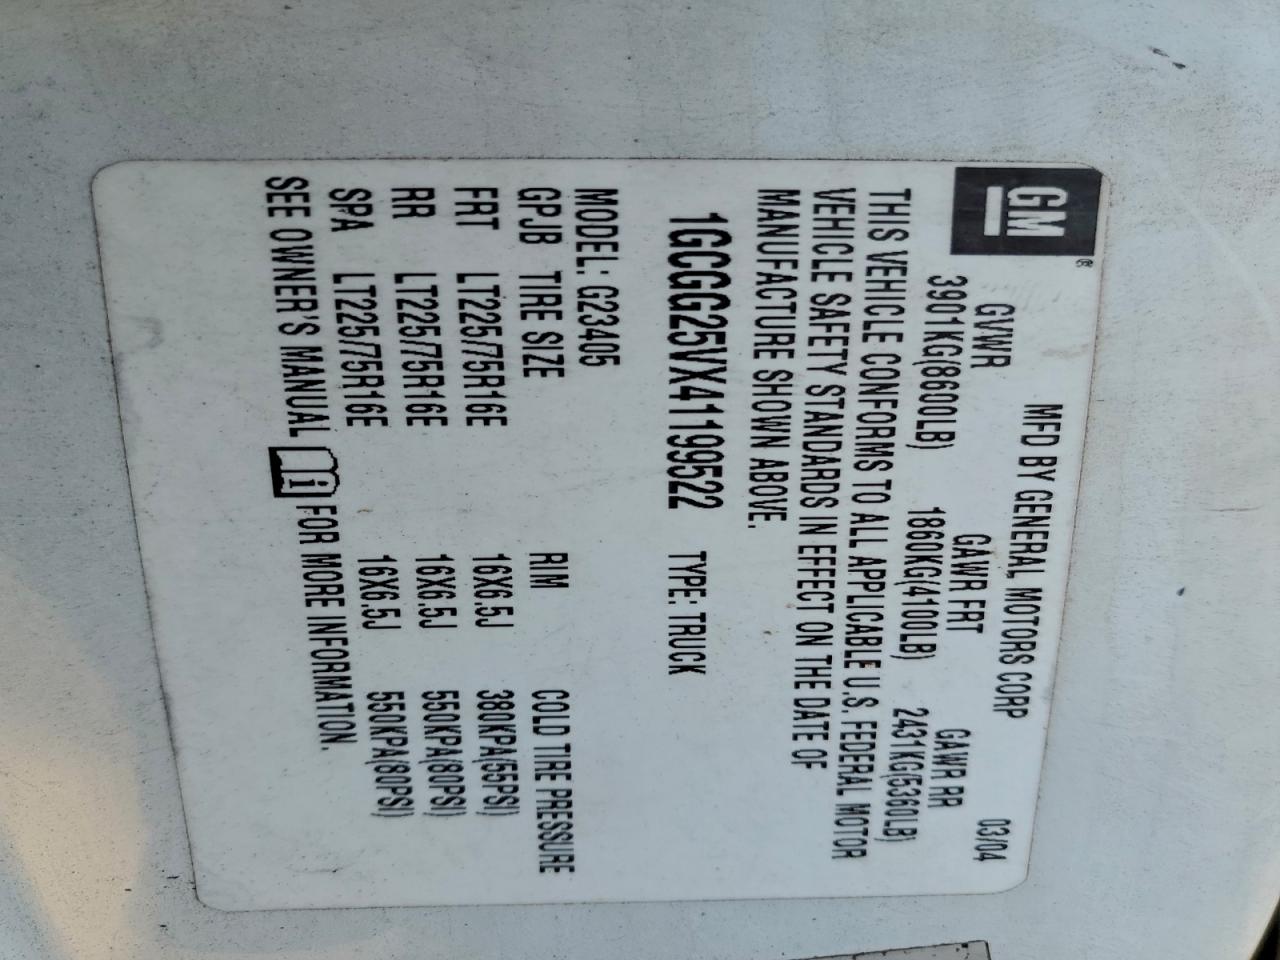 GM®
MFD BY GENERAL MOTORS CORP
03/04
GVWR GAWR FRT GAWR RR
3901KG(8600LB) 1860KG(4100LB) 2431KG(5360LB)
THIS VEHICLE CONFORMS TO ALL APPLICABLE U.S. FEDERAL MOTOR
VEHICLE SAFETY STANDARDS IN EFFECT ON THE DATE OF
MANUFACTURE SHOWN ABOVE.
1GCGG25VX41199522 TYPE: TRUCK
MODEL: G23405
GPJB TIRE SIZE RIM COLD TIRE PRESSURE
FRT LT225/75R16E 16X6.5J 380KPA(55PSI)
RR LT225/75R16E 16X6.5J 550KPA(80PSI)
SPA LT225/75R16E 16X6.5J 550KPA(80PSI)
SEE OWNER'S MANUAL i FOR MORE INFORMATION.